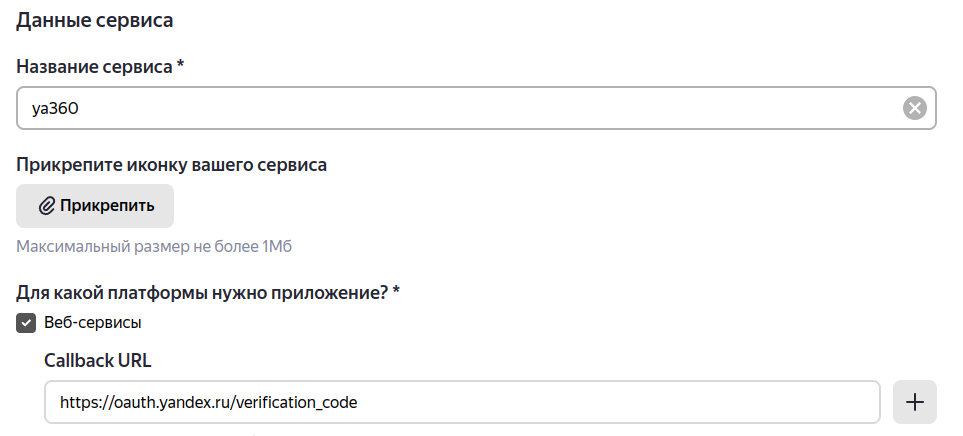 Данные сервиса
Название сервиса *
ya360
Прикрепите иконку вашего сервиса
Прикрепить
Максимальный размер не более 1Мб
Для какой платформы нужно приложение? *
Веб-сервисы
Callback URL
https://oauth.yandex.ru/verification_code